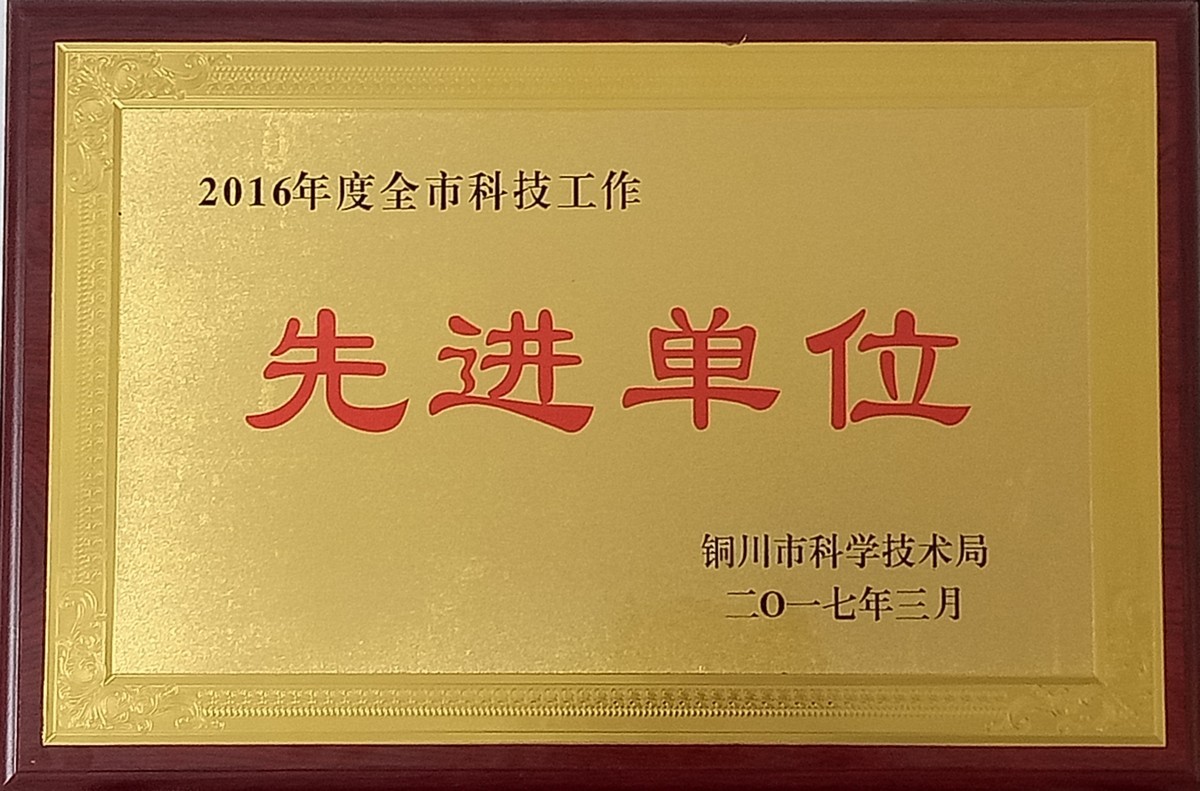 2016年度全市科技工作
先进单位
铜川市科学技术局
二O一七年三月